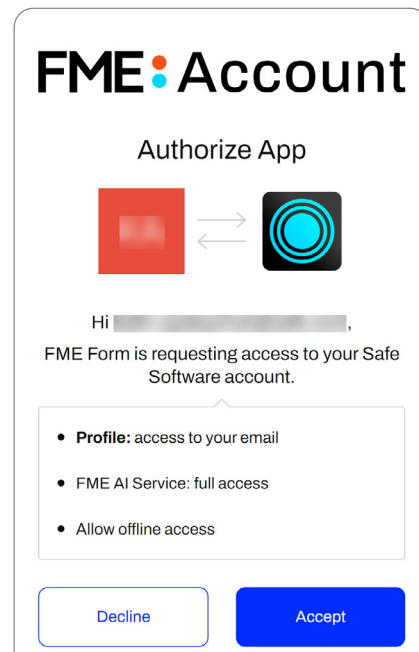 FME Account
Authorize App
Hi ,
FME Form is requesting access to your Safe
Software account.
Profile: access to your email
FME AI Service: full access
Allow offline access
Decline
Accept